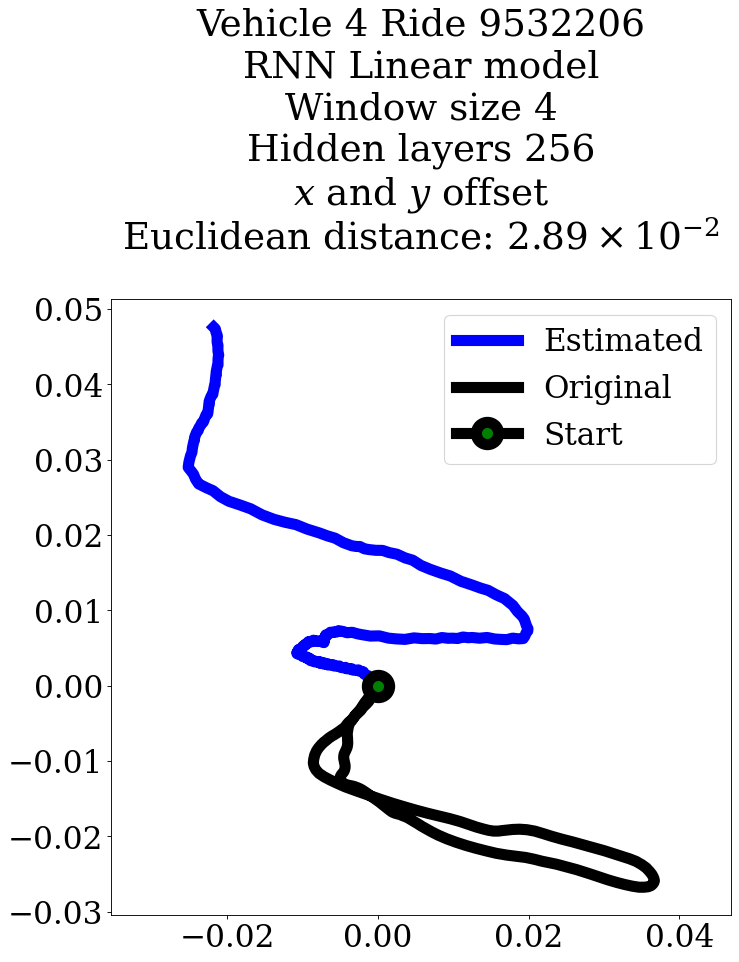 Vehicle 4 Ride 9532206
RNN Linear model
Window size 4
Hidden layers 256
x and y offset
Euclidean distance: 2.89 × 10⁻²
Estimated
Original
Start
0.05
0.04
0.03
0.02
0.01
0.00
−0.01
−0.02
−0.03
−0.02 0.00 0.02 0.04